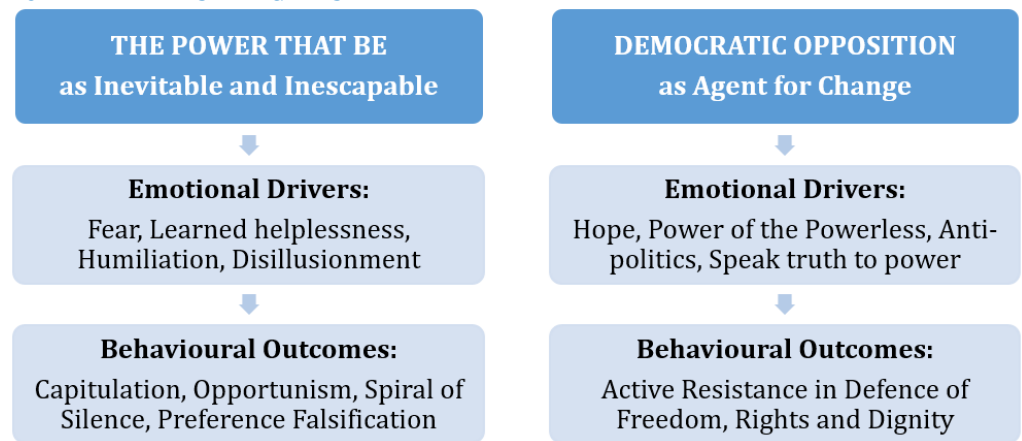 THE POWER THAT BE
as Inevitable and Inescapable
Emotional Drivers:
Fear, Learned helplessness,
Humiliation, Disillusionment
Behavioural Outcomes:
Capitulation, Opportunism, Spiral of
Silence, Preference Falsification
DEMOCRATIC OPPOSITION
as Agent for Change
Emotional Drivers:
Hope, Power of the Powerless, Anti-
politics, Speak truth to power
Behavioural Outcomes:
Active Resistance in Defence of
Freedom, Rights and Dignity